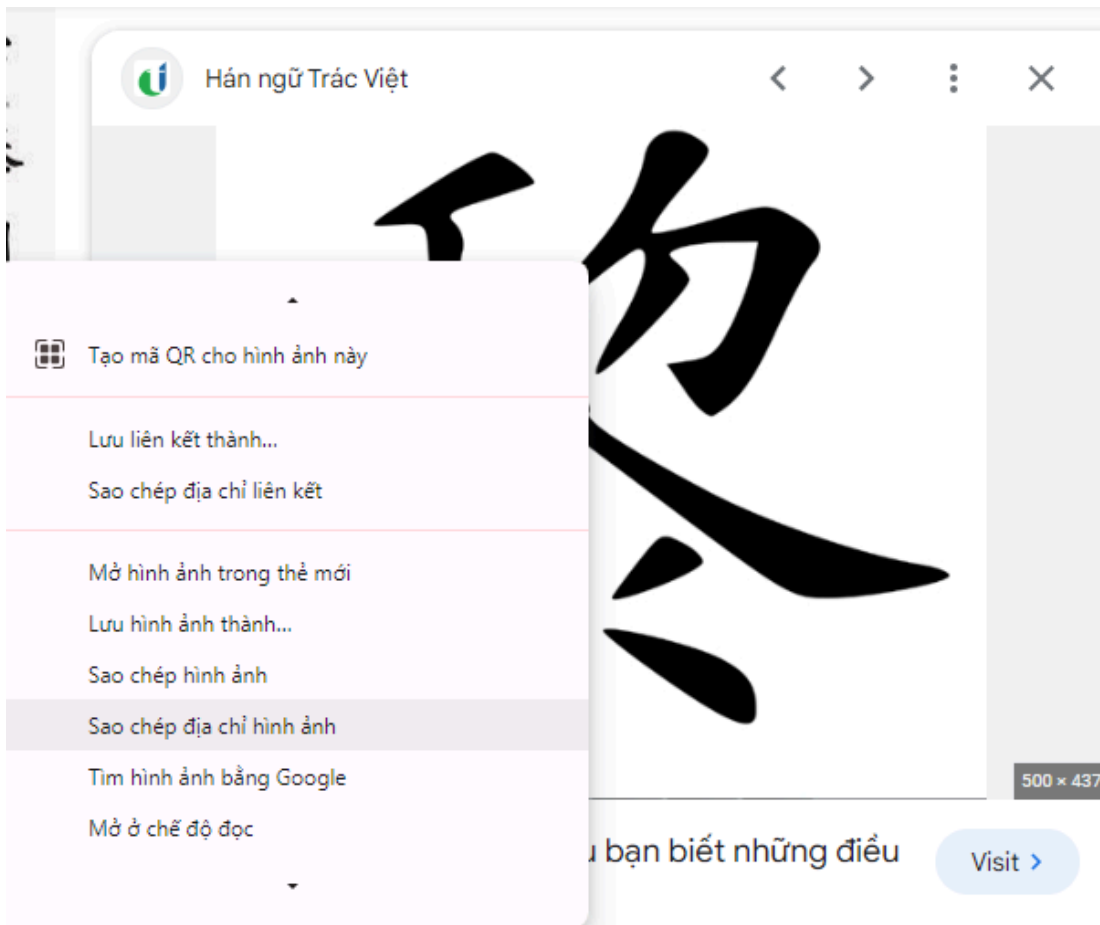 Hán ngữ Trác Việt
Tạo mã QR cho hình ảnh này
Lưu liên kết thành...
Sao chép địa chỉ liên kết
Mở hình ảnh trong thẻ mới
Lưu hình ảnh thành...
Sao chép hình ảnh
Sao chép địa chỉ hình ảnh
Tìm hình ảnh bằng Google
Mở ở chế độ đọc
500 × 437
bạn biết những điều
Visit